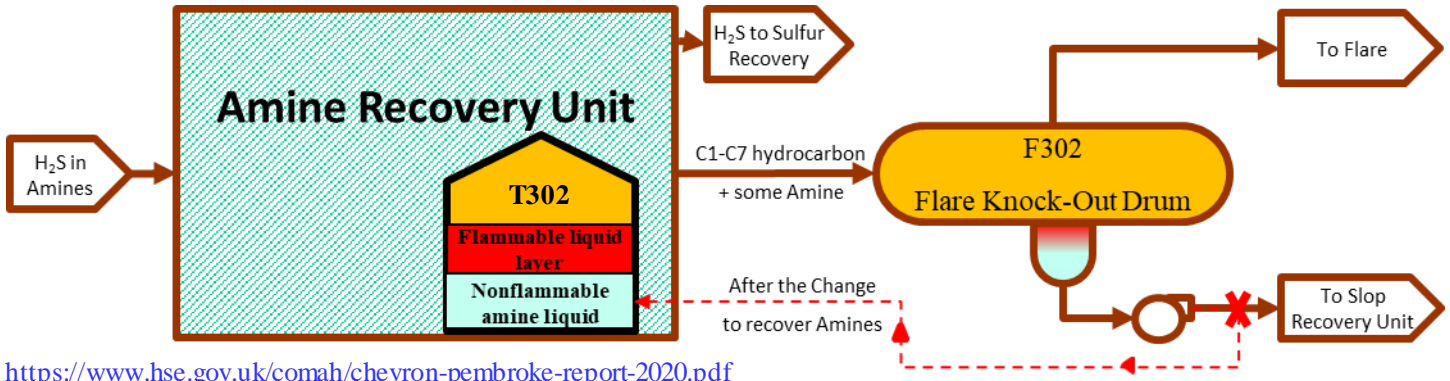 H₂S in
Amines
Amine Recovery Unit
T302
Flammable liquid
layer
Nonflammable
amine liquid
H₂S to Sulfur
Recovery
C1-C7 hydrocarbon
+ some Amine
After the Change
to recover Amines
F302
Flare Knock-Out Drum
To Flare
To Slop
Recovery Unit
https://www.hse.gov.uk/comah/chevron-pembroke-report-2020.pdf